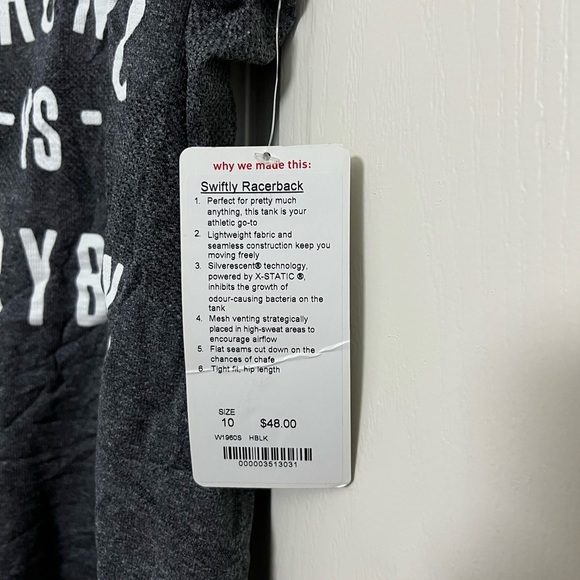 - IS -
why we made this:
Swiftly Racerback
1. Perfect for pretty much
anything, this tank is your
athletic go-to
2. Lightweight fabric and
seamless construction keep you
moving freely
3. Silverescent® technology,
powered by X-STATIC ®,
inhibits the growth of
odour-causing bacteria on the
tank
4. Mesh venting strategically
placed in high-sweat areas to
encourage airflow
5. Flat seams cut down on the
chances of chafe
6. Tight fit, hip length
SIZE
10 $48.00
W1960S HBLK
000003513031